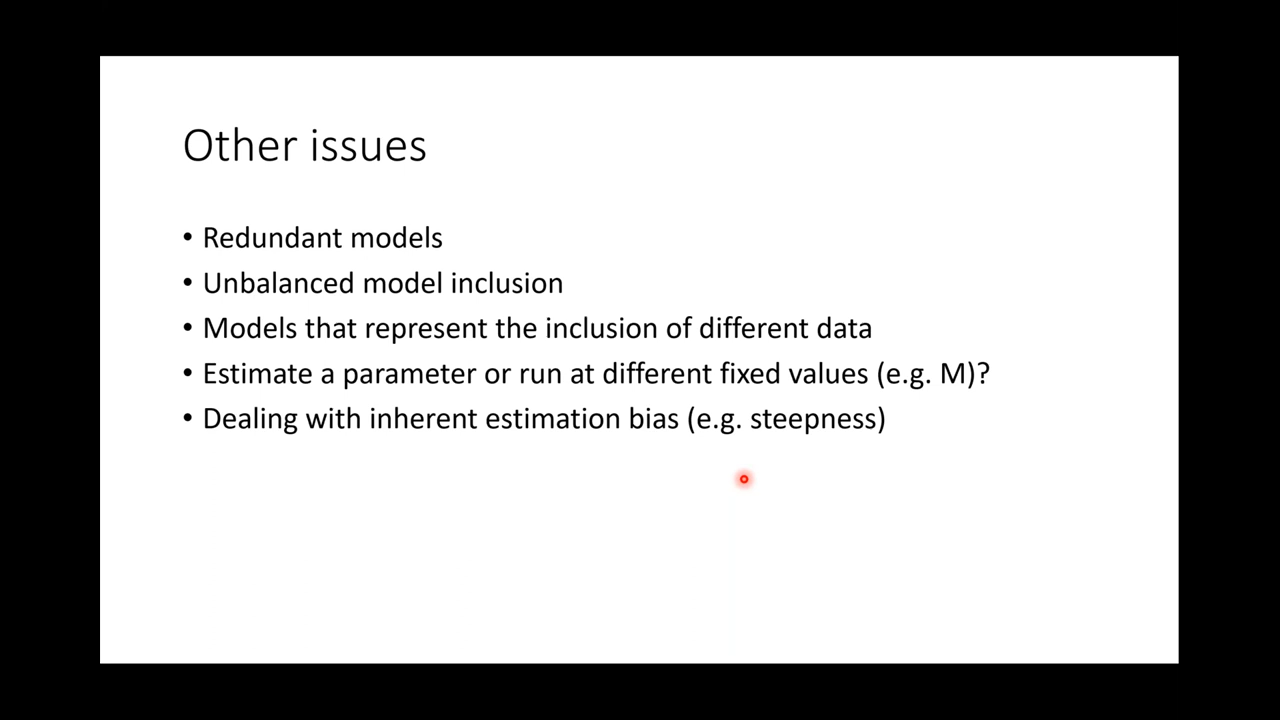 Other issues
• Redundant models
• Unbalanced model inclusion
• Models that represent the inclusion of different data
• Estimate a parameter or run at different fixed values (e.g. M)?
• Dealing with inherent estimation bias (e.g. steepness)